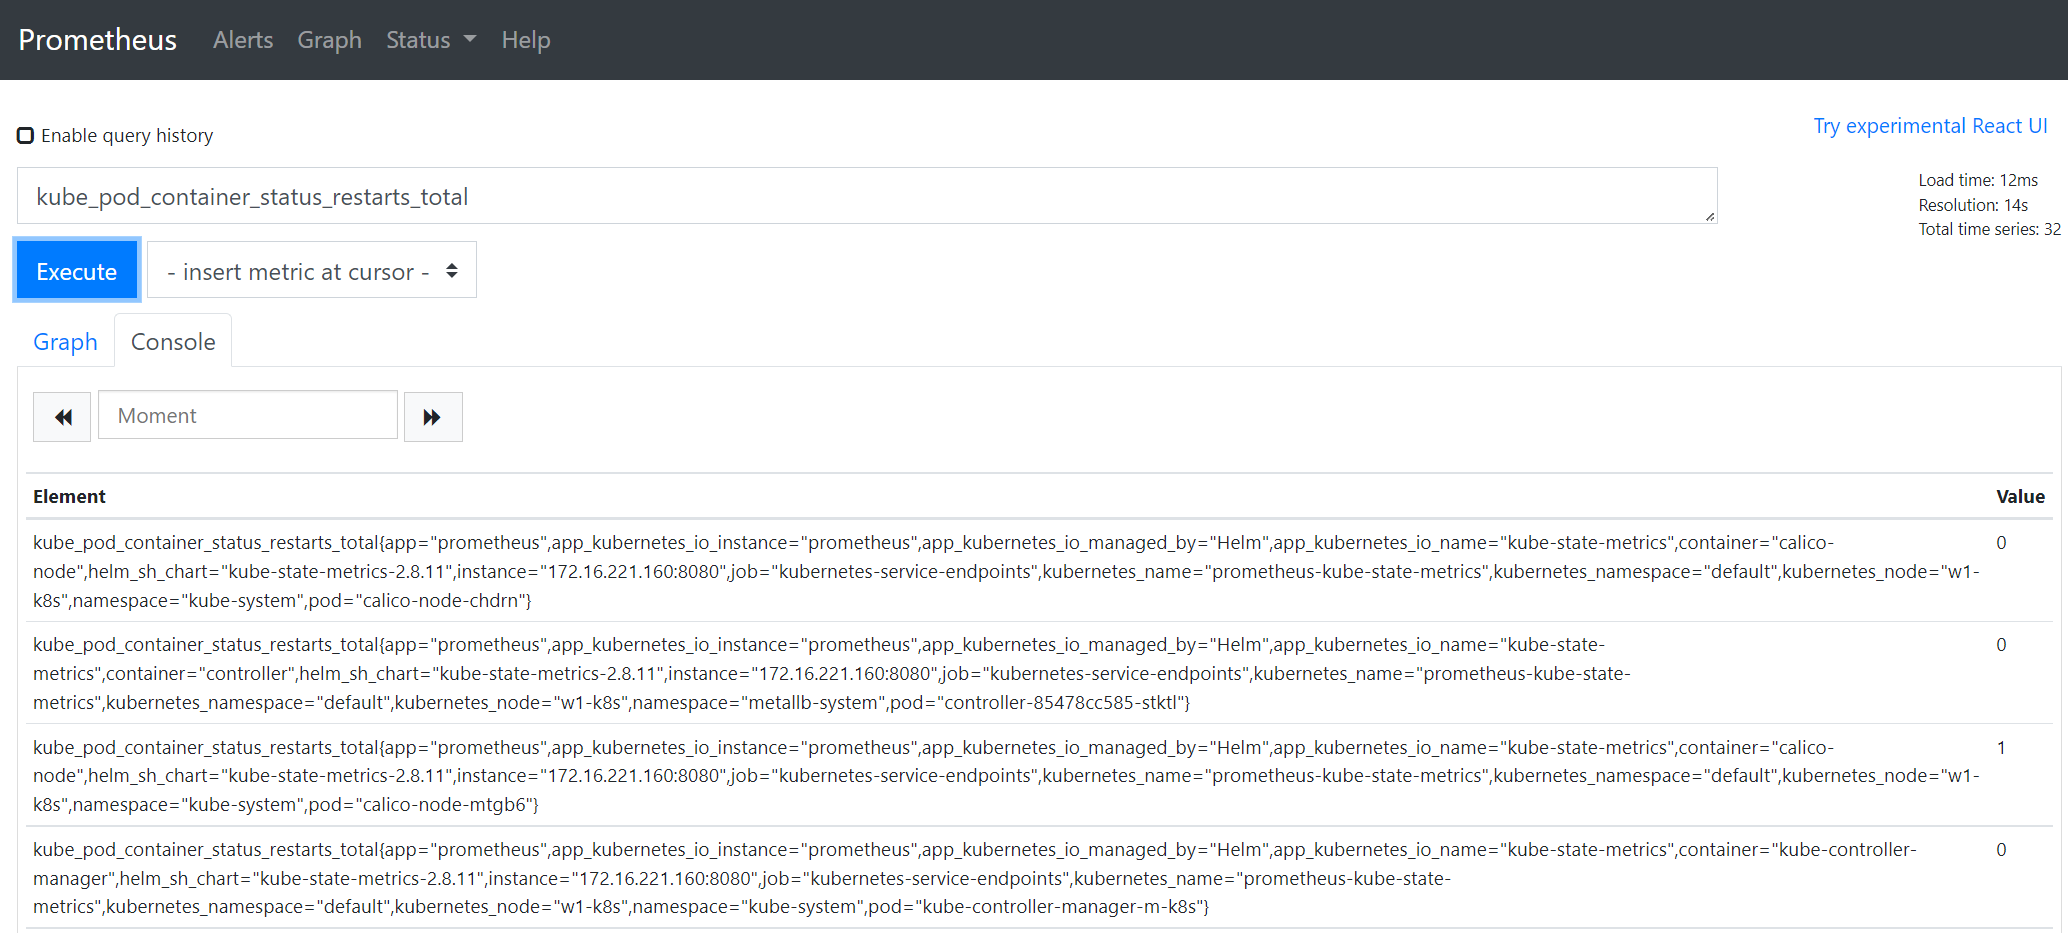 Prometheus Alerts Graph Status Help
Enable query history
Try experimental React UI
kube_pod_container_status_restarts_total
Load time: 12ms
Resolution: 14s
Total time series: 32
Execute - insert metric at cursor -
Graph Console
Moment
Element Value
kube_pod_container_status_restarts_total{app="prometheus",app_kubernetes_io_instance="prometheus",app_kubernetes_io_managed_by="Helm",app_kubernetes_io_name="kube-state-metrics",container="calico- 0
node",helm_sh_chart="kube-state-metrics-2.8.11",instance="172.16.221.160:8080",job="kubernetes-service-endpoints",kubernetes_name="prometheus-kube-state-metrics",kubernetes_namespace="default",kubernetes_node="w1-
k8s",namespace="kube-system",pod="calico-node-chdrn"}
kube_pod_container_status_restarts_total{app="prometheus",app_kubernetes_io_instance="prometheus",app_kubernetes_io_managed_by="Helm",app_kubernetes_io_name="kube-state- 0
metrics",container="controller",helm_sh_chart="kube-state-metrics-2.8.11",instance="172.16.221.160:8080",job="kubernetes-service-endpoints",kubernetes_name="prometheus-kube-state-
metrics",kubernetes_namespace="default",kubernetes_node="w1-k8s",namespace="metallb-system",pod="controller-85478cc585-stktl"}
kube_pod_container_status_restarts_total{app="prometheus",app_kubernetes_io_instance="prometheus",app_kubernetes_io_managed_by="Helm",app_kubernetes_io_name="kube-state-metrics",container="calico- 1
node",helm_sh_chart="kube-state-metrics-2.8.11",instance="172.16.221.160:8080",job="kubernetes-service-endpoints",kubernetes_name="prometheus-kube-state-metrics",kubernetes_namespace="default",kubernetes_node="w1-
k8s",namespace="kube-system",pod="calico-node-mtgb6"}
kube_pod_container_status_restarts_total{app="prometheus",app_kubernetes_io_instance="prometheus",app_kubernetes_io_managed_by="Helm",app_kubernetes_io_name="kube-state-metrics",container="kube-controller- 0
manager",helm_sh_chart="kube-state-metrics-2.8.11",instance="172.16.221.160:8080",job="kubernetes-service-endpoints",kubernetes_name="prometheus-kube-state-
metrics",kubernetes_namespace="default",kubernetes_node="w1-k8s",namespace="kube-system",pod="kube-controller-manager-m-k8s"}